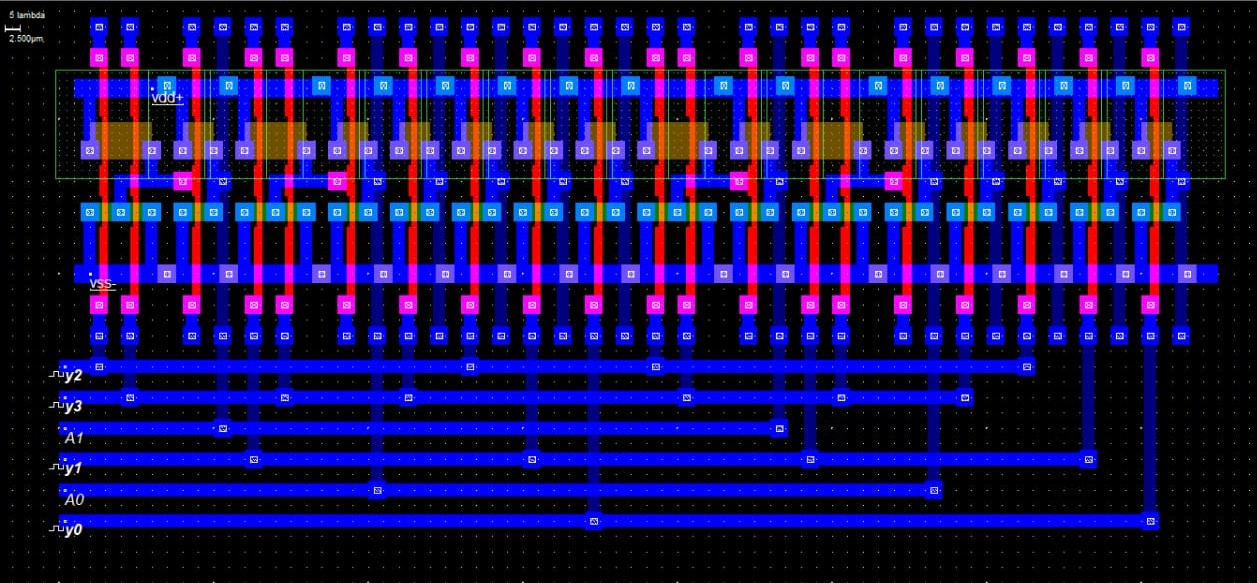 5 lambda
2.500µm
vdd+
vss-
y2
y3
A1
y1
A0
y0